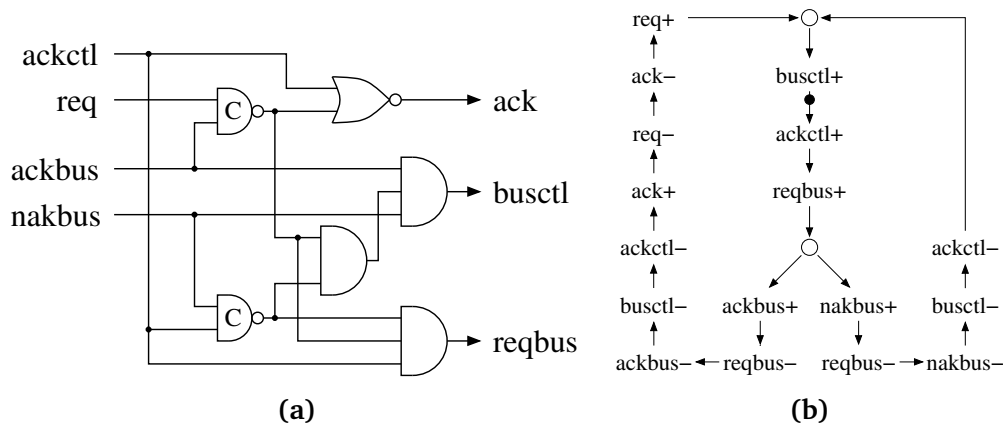 ackctl
req
ackbus
nakbus
C
C
ack
busctl
reqbus
(a)
req+
ack−
req−
ack+
ackctl−
busctl−
ackbus−
busctl+
ackctl+
reqbus+
ackbus+
nakbus+
reqbus−
reqbus−
ackctl−
busctl−
nakbus−
(b)